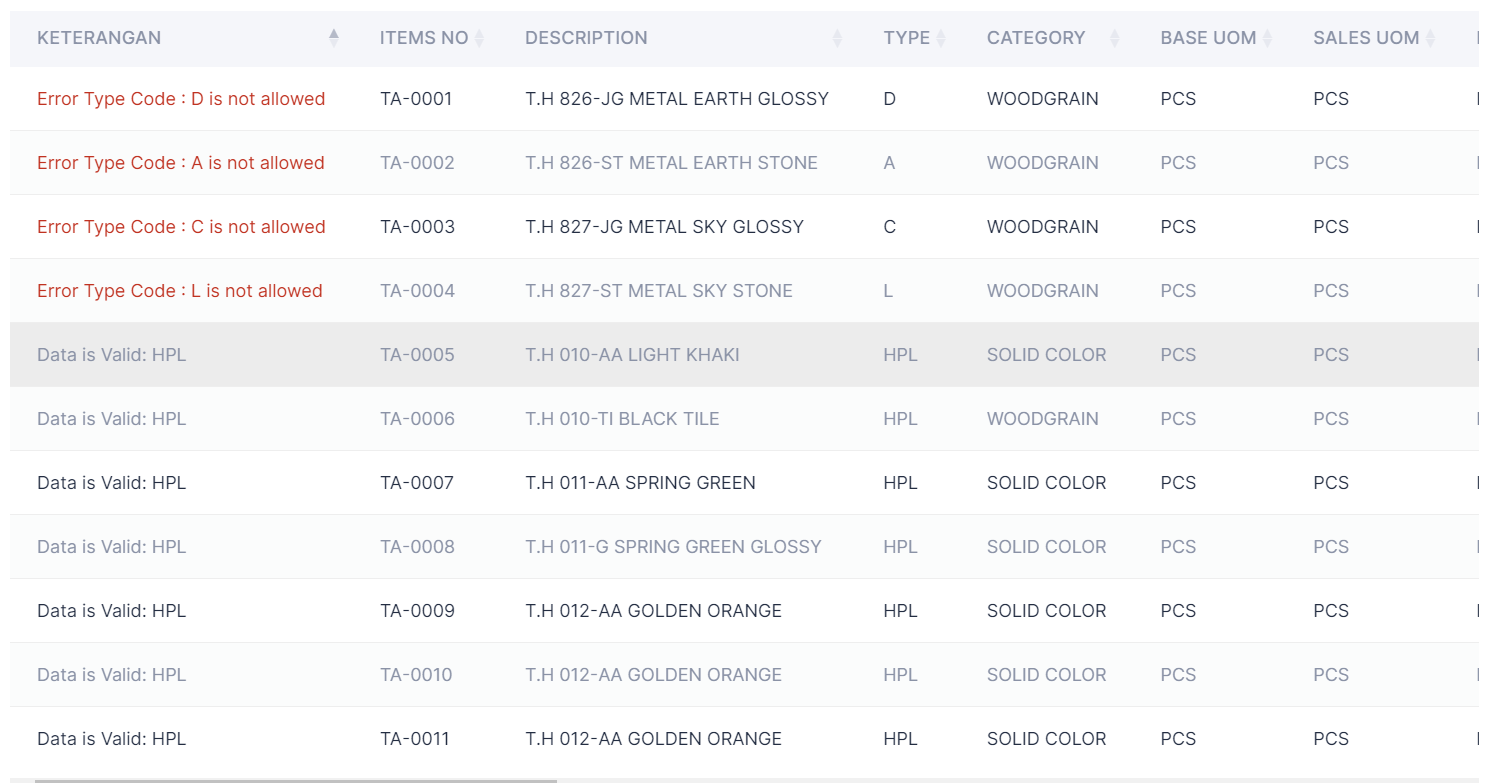 KETERANGAN ITEMS NO DESCRIPTION TYPE CATEGORY BASE UOM SALES UOM
Error Type Code : D is not allowed TA-0001 T.H 826-JG METAL EARTH GLOSSY D WOODGRAIN PCS PCS
Error Type Code : A is not allowed TA-0002 T.H 826-ST METAL EARTH STONE A WOODGRAIN PCS PCS
Error Type Code : C is not allowed TA-0003 T.H 827-JG METAL SKY GLOSSY C WOODGRAIN PCS PCS
Error Type Code : L is not allowed TA-0004 T.H 827-ST METAL SKY STONE L WOODGRAIN PCS PCS
Data is Valid: HPL TA-0005 T.H 010-AA LIGHT KHAKI HPL SOLID COLOR PCS PCS
Data is Valid: HPL TA-0006 T.H 010-TI BLACK TILE HPL WOODGRAIN PCS PCS
Data is Valid: HPL TA-0007 T.H 011-AA SPRING GREEN HPL SOLID COLOR PCS PCS
Data is Valid: HPL TA-0008 T.H 011-G SPRING GREEN GLOSSY HPL SOLID COLOR PCS PCS
Data is Valid: HPL TA-0009 T.H 012-AA GOLDEN ORANGE HPL SOLID COLOR PCS PCS
Data is Valid: HPL TA-0010 T.H 012-AA GOLDEN ORANGE HPL SOLID COLOR PCS PCS
Data is Valid: HPL TA-0011 T.H 012-AA GOLDEN ORANGE HPL SOLID COLOR PCS PCS